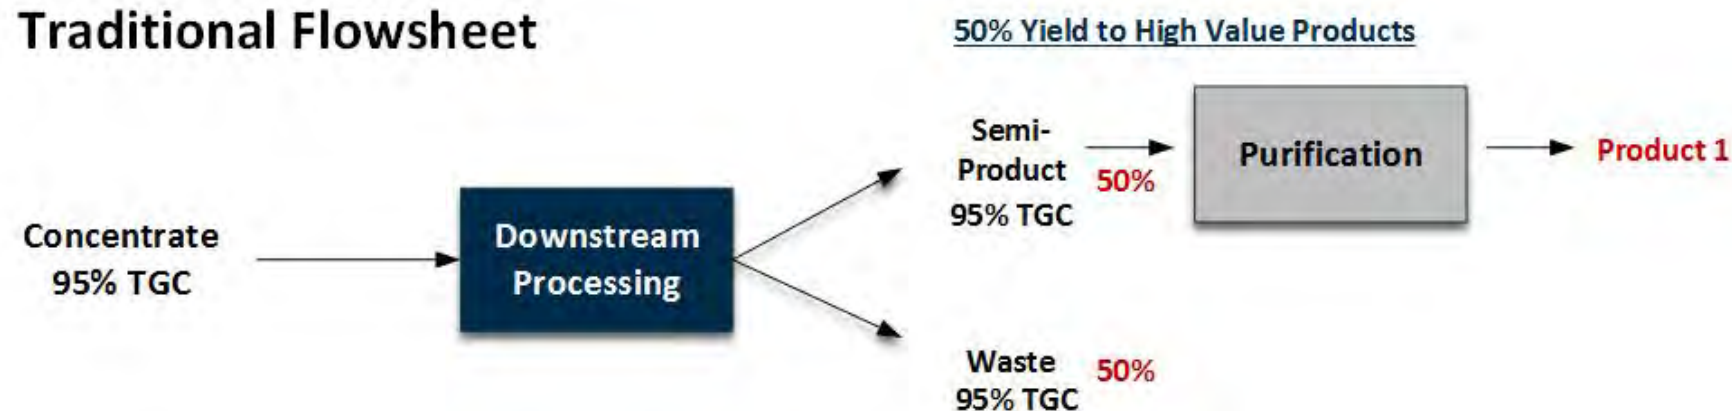 Traditional Flowsheet
50% Yield to High Value Products
Concentrate
95% TGC
Downstream
Processing
Semi-
Product
95% TGC
50%
Purification
Product 1
Waste
95% TGC
50%